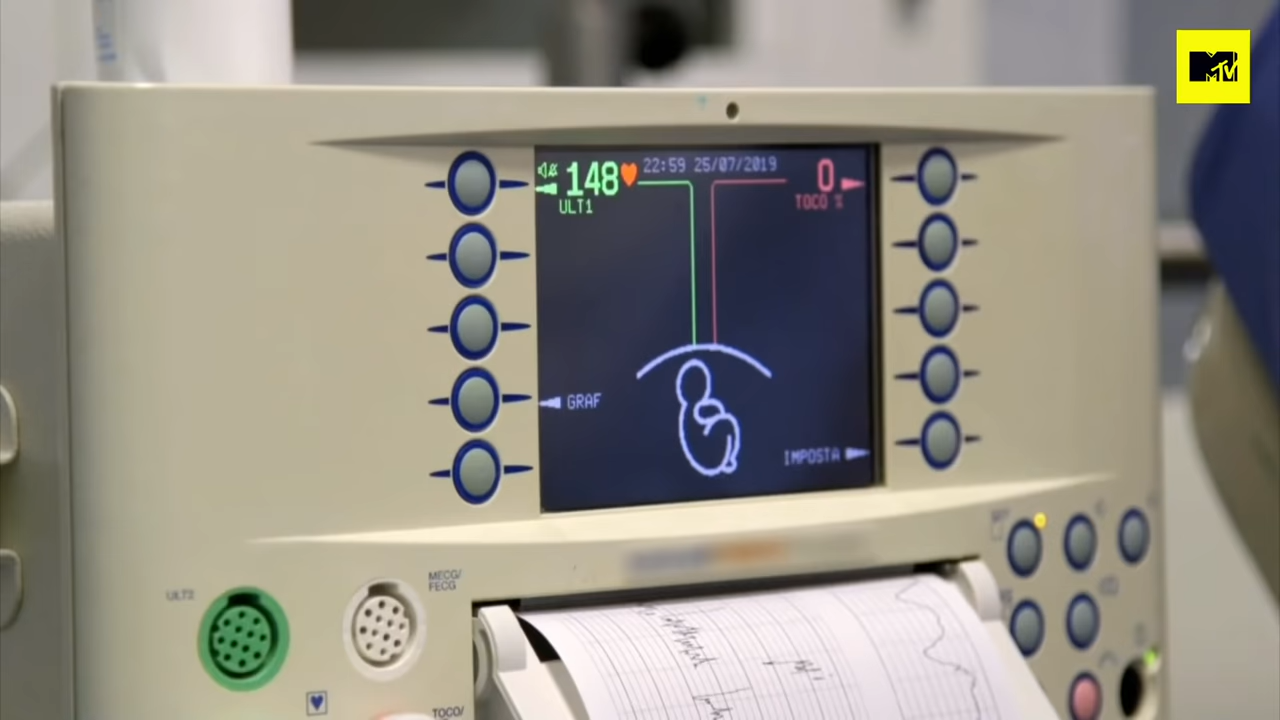 MTV
148 22:59 25/07/2019 0
ULT1 TOCO %
GRAF
IMPOSTA
ULT2
MECG/
FECG
TOCO/